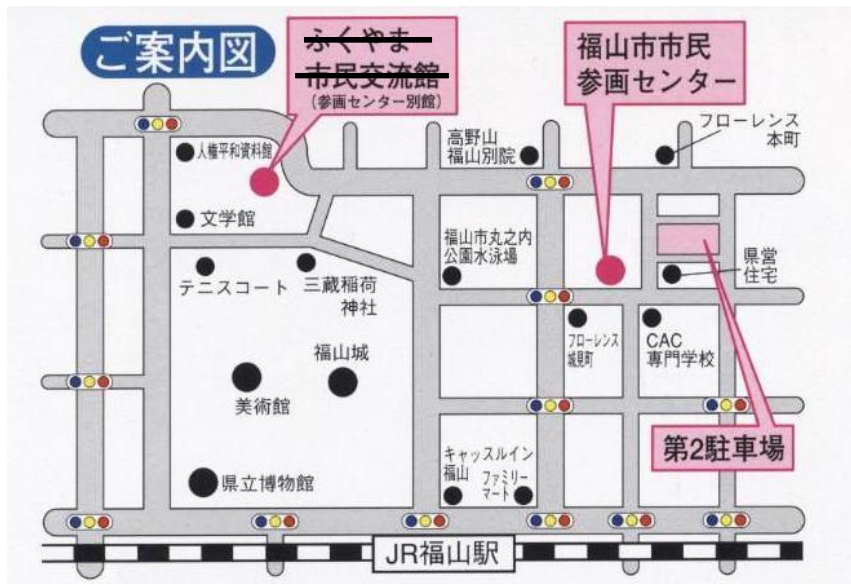 ご案内図
ふくやま
市民交流館
(参画センター別館)
福山市市民
参画センター
人権平和資料館
高野山
福山別院
フローレンス
本町
文学館
福山市丸之内
公園水泳場
県営
住宅
テニスコート
三蔵稲荷
神社
フローレンス
城見町
CAC
専門学校
福山城
美術館
第2駐車場
キャッスルイン
福山
ファミリー
マート
県立博物館
JR福山駅